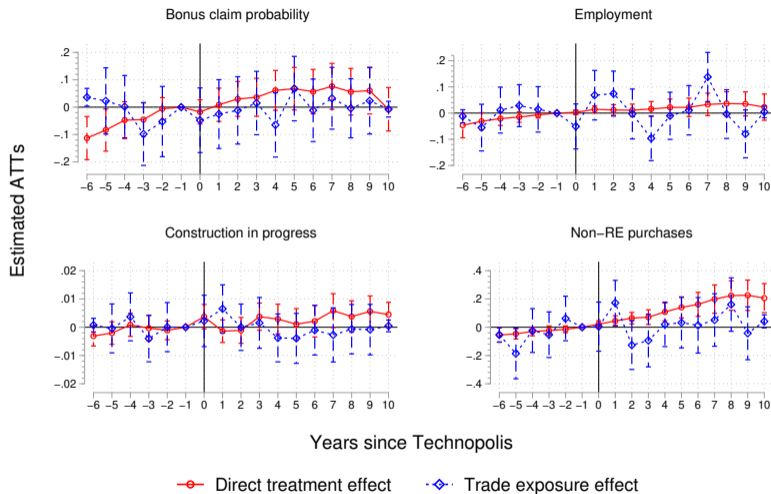 Bonus claim probability
.2
.1
0
-.1
-.2
−6 −5 −4 −3 −2 −1 0 1 2 3 4 5 6 7 8 9 10
Employment
.2
.1
0
-.1
-.2
−6 −5 −4 −3 −2 −1 0 1 2 3 4 5 6 7 8 9 10
Estimated ATTs
Construction in progress
.02
.01
0
-.01
-.02
−6 −5 −4 −3 −2 −1 0 1 2 3 4 5 6 7 8 9 10
Non−RE purchases
.4
.2
0
-.2
-.4
−6 −5 −4 −3 −2 −1 0 1 2 3 4 5 6 7 8 9 10
Years since Technopolis
Direct treatment effect Trade exposure effect